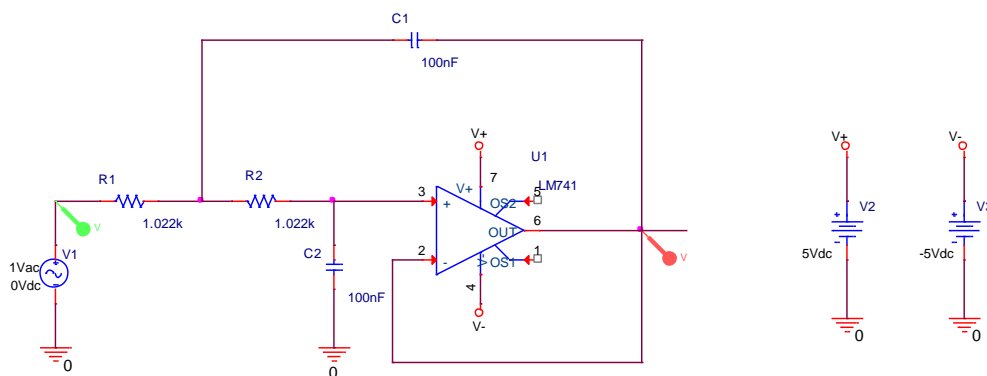 C1
100nF
V+
U1
R1
R2
7
5
LM741
3
V+
OS2
1.022k
1.022k
+
6
OUT
C2
2
-
V-
OS1
1
V1
1Vac
0Vdc
100nF
4
V-
0
0
V+
V-
V2
5Vdc
-5Vdc
0
0
V
V